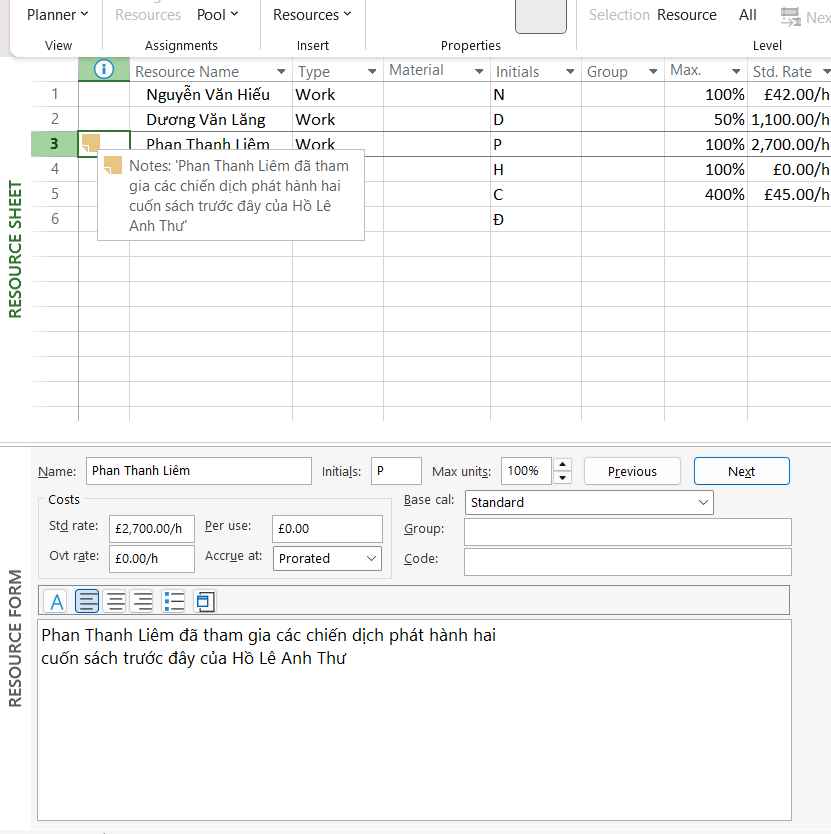 Planner
Resources
Pool
Resources
Selection
Resource
All
View
Assignments
Insert
Properties
Level
Resource Name
Type
Material
Initials
Group
Max.
Std. Rate
1
Nguyễn Văn Hiếu
Work
N
100%
£42.00/h
2
Dương Văn Lăng
Work
D
50%
1,100.00/h
3
Phan Thanh Liêm
Work
P
100%
2,700.00/h
4
H
100%
£0.00/h
5
C
400%
£45.00/h
6
Đ
Notes: 'Phan Thanh Liêm đã tham
gia các chiến dịch phát hành hai
cuốn sách trước đây của Hồ Lê
Anh Thư'
RESOURCE SHEET
Name:
Phan Thanh Liêm
Initials:
P
Max units:
100%
Previous
Next
Costs
Std rate:
£2,700.00/h
Per use:
£0.00
Ovt rate:
£0.00/h
Accrue at:
Prorated
Base cal:
Standard
Group:
Code:
A
Phan Thanh Liêm đã tham gia các chiến dịch phát hành hai
cuốn sách trước đây của Hồ Lê Anh Thư
RESOURCE FORM